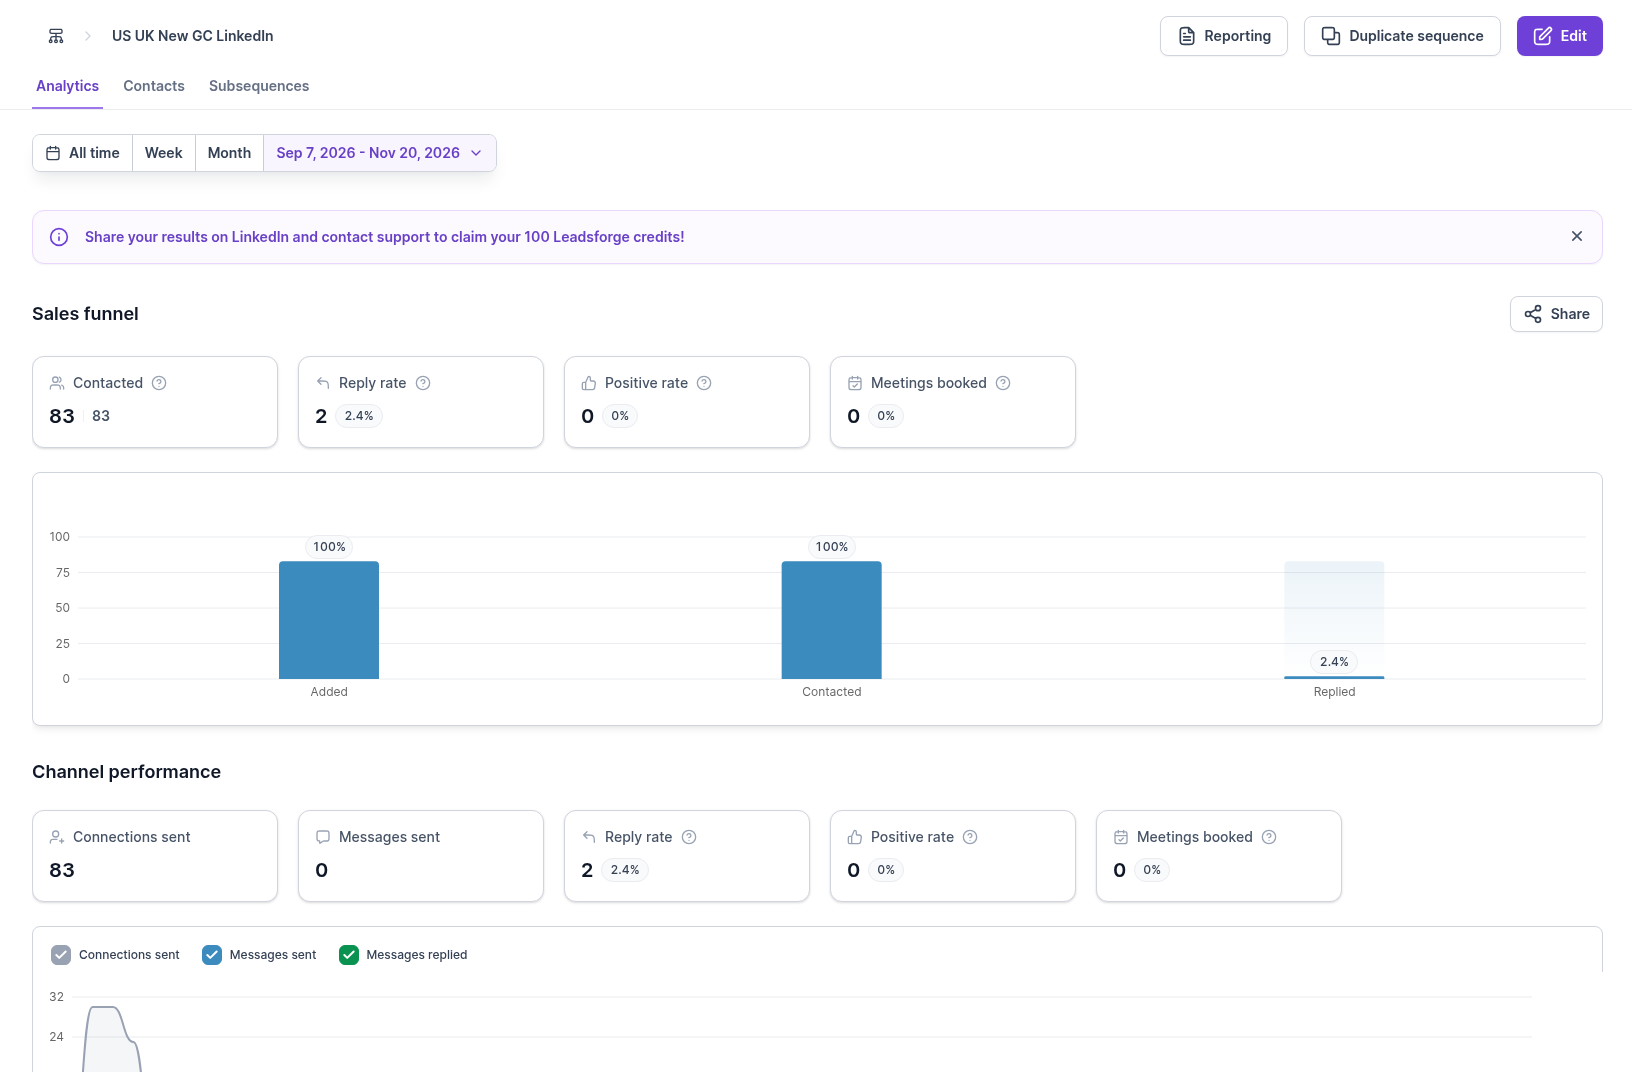 US UK New GC LinkedIn
Reporting
Duplicate sequence
Edit
Analytics
Contacts
Subsequences
All time
Week
Month
Sep 7, 2026 - Nov 20, 2026
Share your results on LinkedIn and contact support to claim your 100 Leadsforge credits!
Sales funnel
Share
Contacted
83 83
Reply rate
2 2.4%
Positive rate
0 0%
Meetings booked
0 0%
100
75
50
25
0
100%
100%
2.4%
Added
Contacted
Replied
Channel performance
Connections sent
83
Messages sent
0
Reply rate
2 2.4%
Positive rate
0 0%
Meetings booked
0 0%
Connections sent
Messages sent
Messages replied
32
24